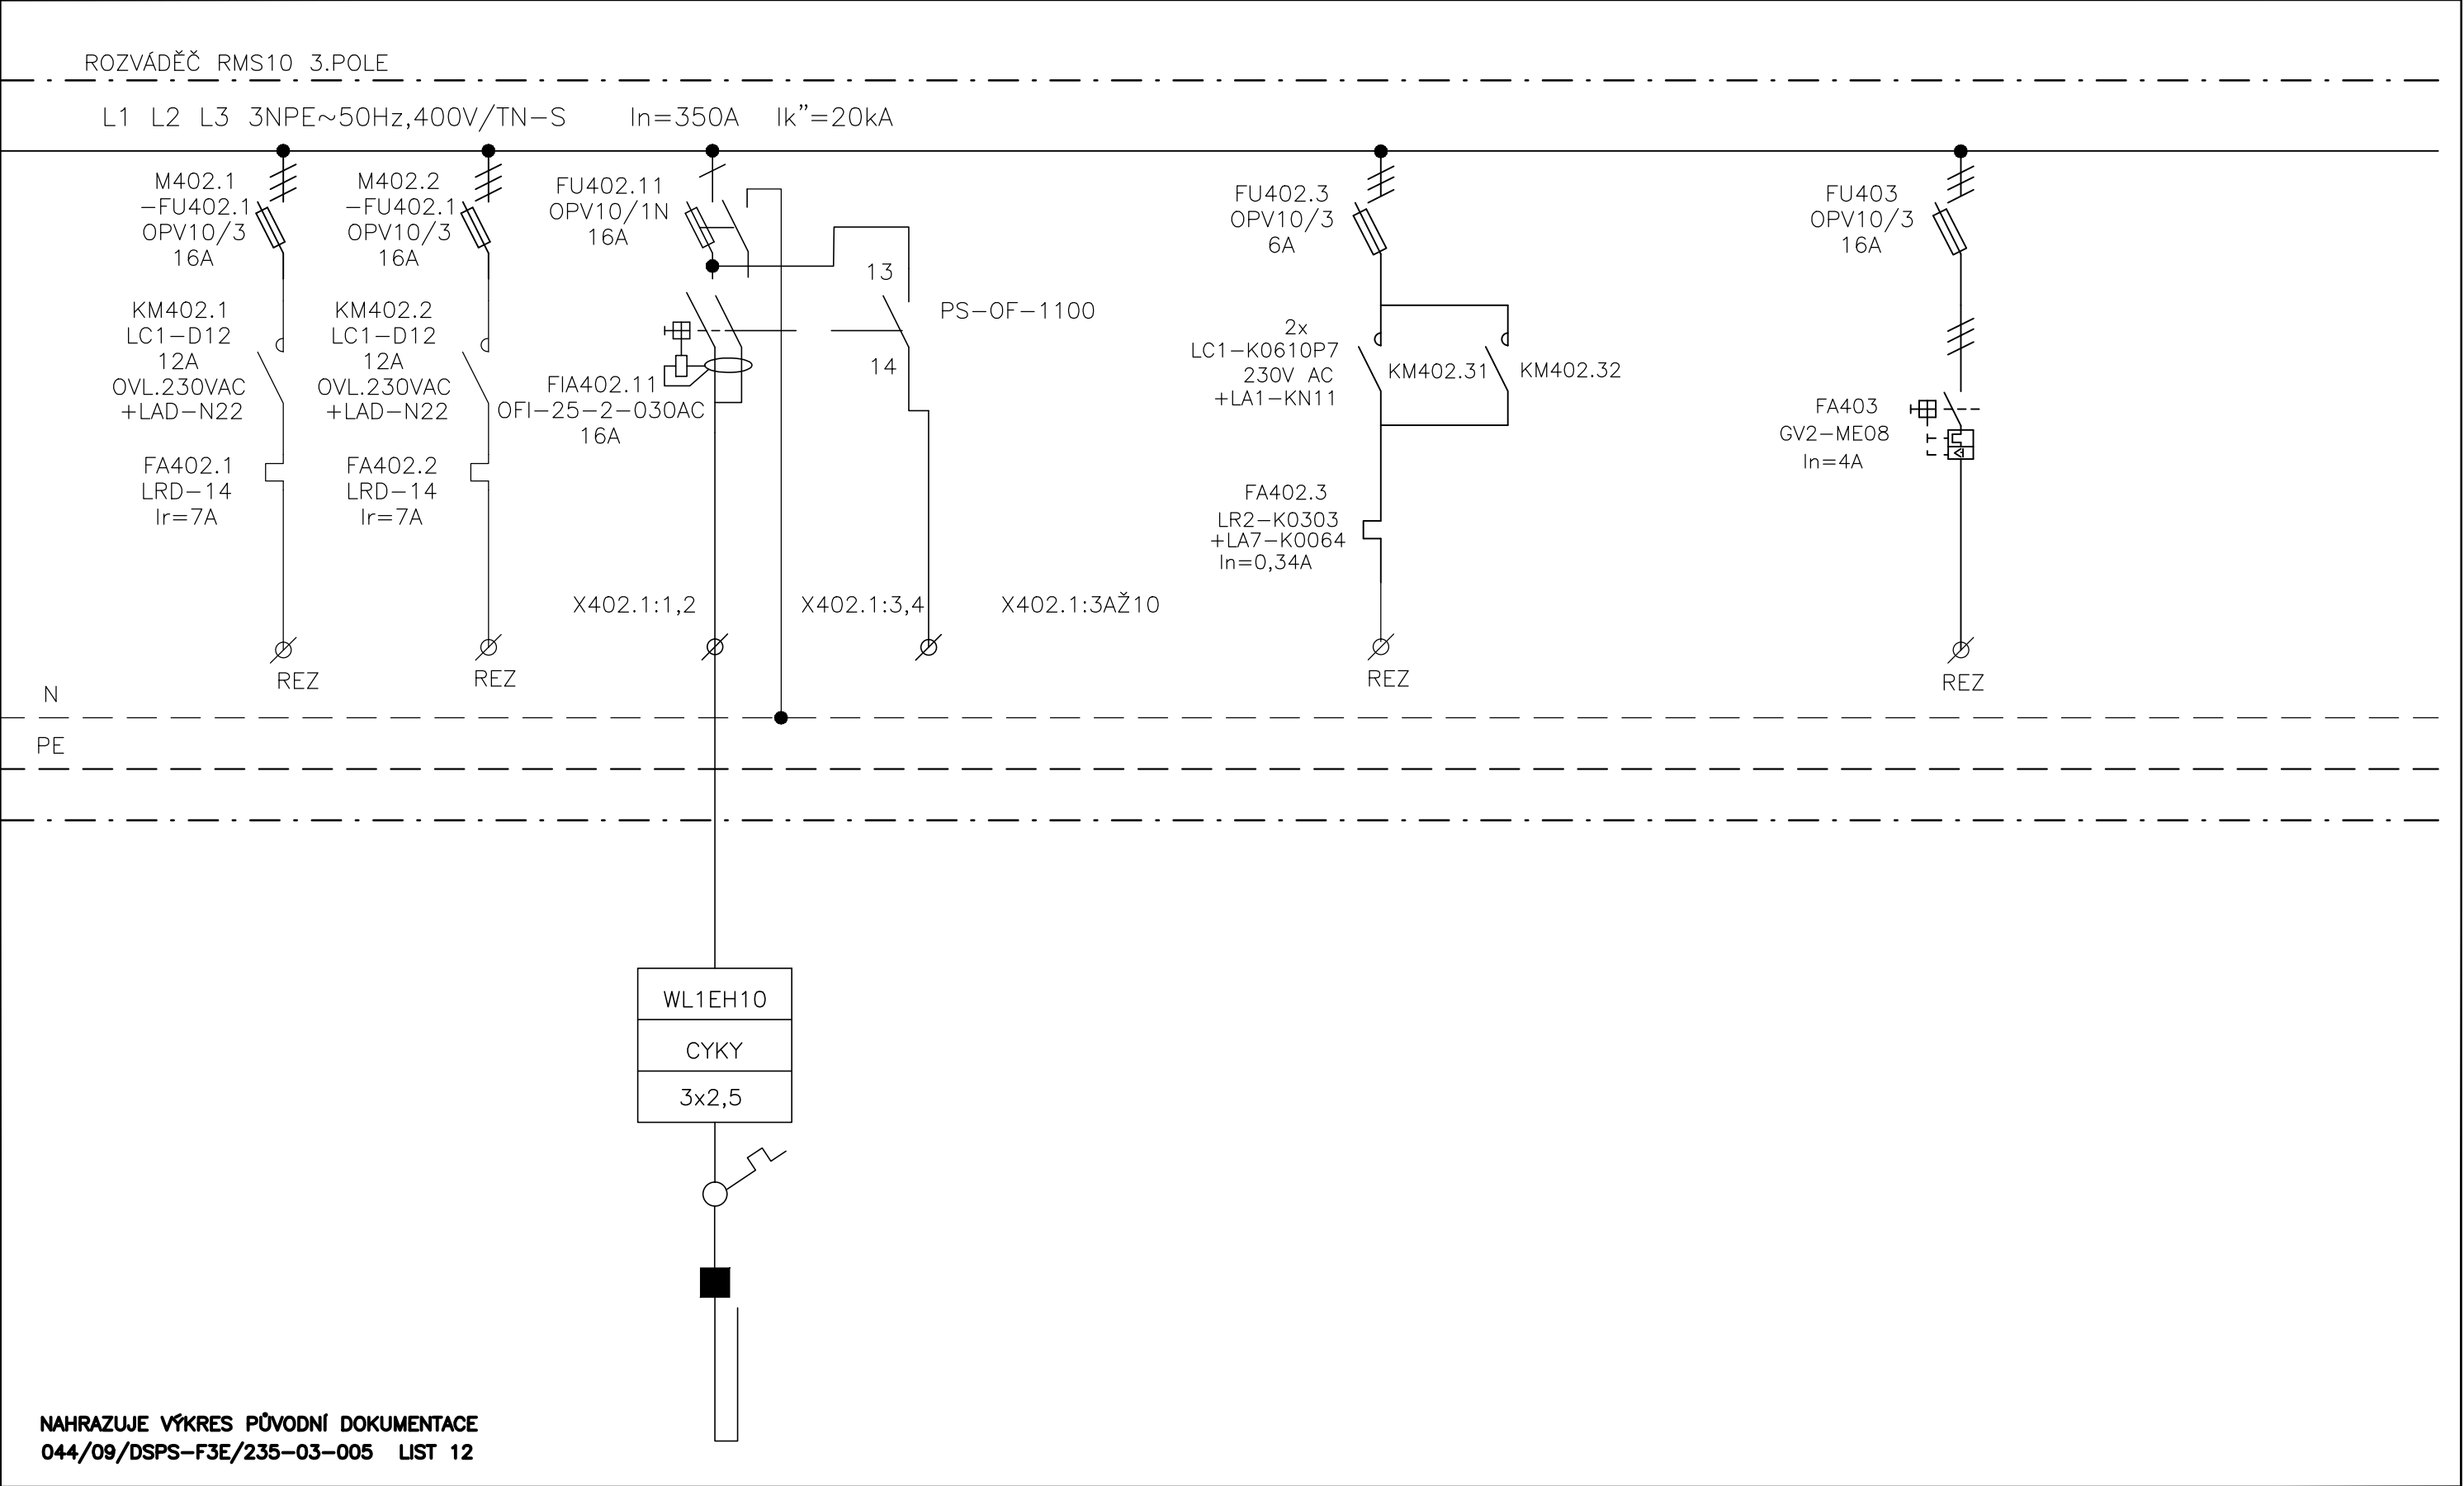 ROZVÁDĚČ RMS10 3.POLE
L1 L2 L3 3NPE~50Hz,400V/TN-S In=350A Ik"=20kA
M402.1
-FU402.1
OPV10/3
16A
KM402.1
LC1-D12
12A
OVL.230VAC
+LAD-N22
FA402.1
LRD-14
Ir=7A
REZ
M402.2
-FU402.1
OPV10/3
16A
KM402.2
LC1-D12
12A
OVL.230VAC
+LAD-N22
FA402.2
LRD-14
Ir=7A
REZ
FU402.11
OPV10/1N
16A
FIA402.11
OFI-25-2-030AC
16A
X402.1:1,2
13
14
PS-OF-1100
X402.1:3,4
X402.1:3AŽ10
FU402.3
OPV10/3
6A
2x
LC1-K0610P7
230V AC
+LA1-KN11
KM402.31
KM402.32
FA402.3
LR2-K0303
+LA7-K0064
In=0,34A
REZ
FU403
OPV10/3
16A
FA403
GV2-ME08
In=4A
REZ
N
PE
WL1EH10
CYKY
3x2,5
NAHRAZUJE VÝKRES PŮVODNÍ DOKUMENTACE
044/09/DSPS-F3E/235-03-005 LIST 12